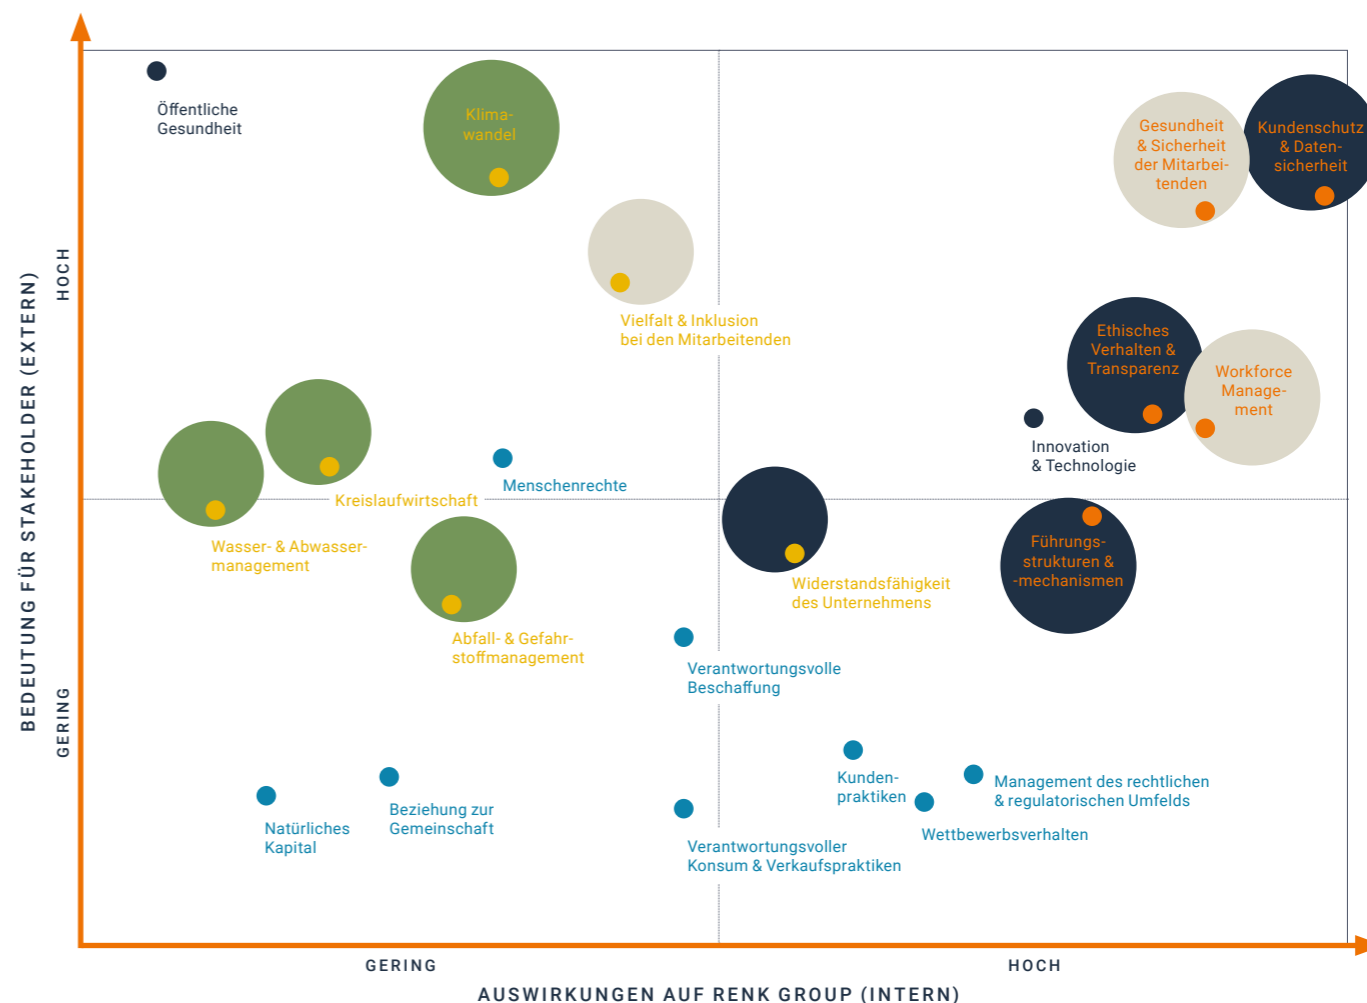 BEDEUTUNG FÜR STAKEHOLDER (EXTERN)
HOCH
GERING
Öffentliche
Gesundheit
Klima-
wandel
Gesundheit
& Sicherheit
der Mitarbei-
tenden
Kundenschutz
& Daten-
sicherheit
Vielfalt & Inklusion
bei den Mitarbeitenden
Ethisches
Verhalten &
Transparenz
Workforce
Manage-
ment
Innovation
& Technologie
Menschenrechte
Kreislaufwirtschaft
Wasser- & Abwasser-
management
Führungs-
strukturen &
-mechanismen
Widerstandsfähigkeit
des Unternehmens
Abfall- & Gefahr-
stoffmanagement
Verantwortungsvolle
Beschaffung
Kunden-
praktiken
Management des rechtlichen
& regulatorischen Umfelds
Wettbewerbsverhalten
Beziehung zur
Gemeinschaft
Natürliches
Kapital
Verantwortungsvoller
Konsum & Verkaufspraktiken
GERING
HOCH
AUSWIRKUNGEN AUF RENK GROUP (INTERN)